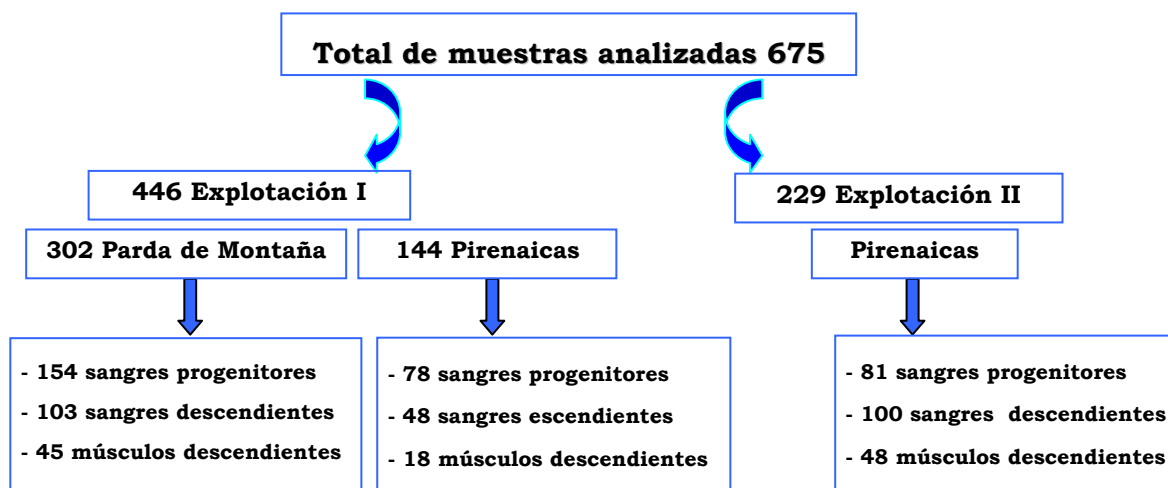 Total de muestras analizadas 675
446 Explotación I
229 Explotación II
302 Parda de Montaña
144 Pirenaicas
Pirenaicas
- 154 sangres progenitores
- 103 sangres descendientes
- 45 músculos descendientes
- 78 sangres progenitores
- 48 sangres escendientes
- 18 músculos descendientes
- 81 sangres progenitores
- 100 sangres descendientes
- 48 músculos descendientes